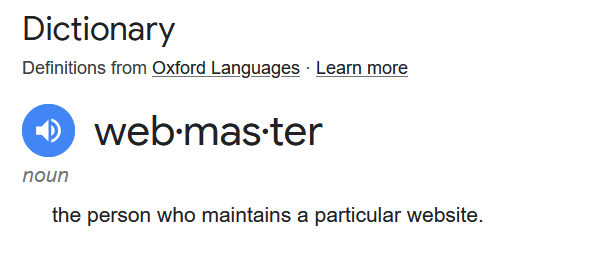 Dictionary
Definitions from Oxford Languages · Learn more
web·mas·ter
noun
the person who maintains a particular website.